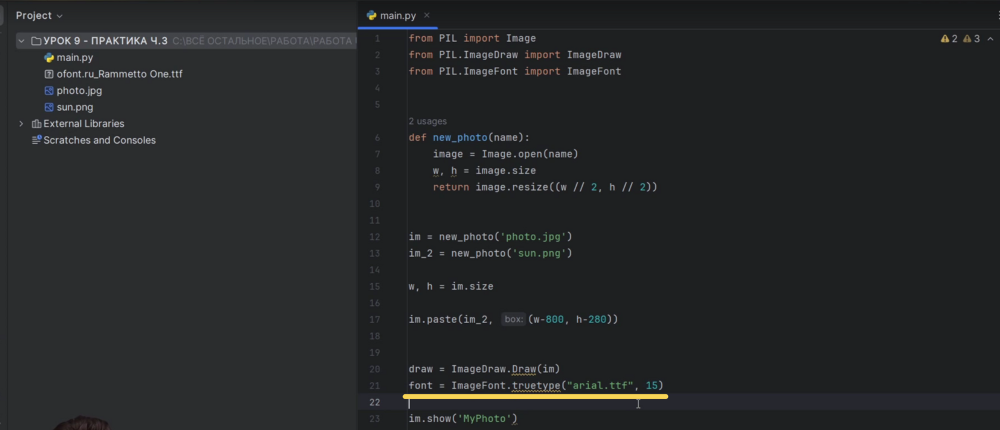 Project
УРОК 9 - ПРАКТИКА Ч.3 C:\ВСЁ ОСТАЛЬНОЕ\РАБОТА\РАБОТА
main.py
ofont.ru_Rammetto One.ttf
photo.jpg
sun.png
External Libraries
Scratches and Consoles
main.py
2 3
1 from PIL import Image
2 from PIL.ImageDraw import ImageDraw
3 from PIL.ImageFont import ImageFont
4
5
2 usages
6 def new_photo(name):
7 image = Image.open(name)
8 w, h = image.size
9 return image.resize((w // 2, h // 2))
10
11
12 im = new_photo('photo.jpg')
13 im_2 = new_photo('sun.png')
14
15 w, h = im.size
16
17 im.paste(im_2, box: (w-800, h-280))
18
19
20 draw = ImageDraw.Draw(im)
21 font = ImageFont.truetype("arial.ttf", 15)
22
23 im.show('MyPhoto')